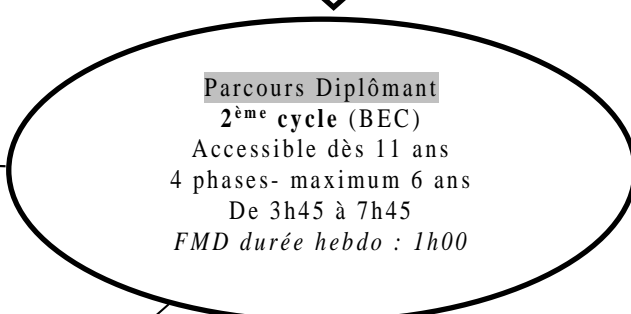 Parcours Diplômant
2ème cycle (BEC)
Accessible dès 11 ans
4 phases- maximum 6 ans
De 3h45 à 7h45
FMD durée hebdo : 1h00